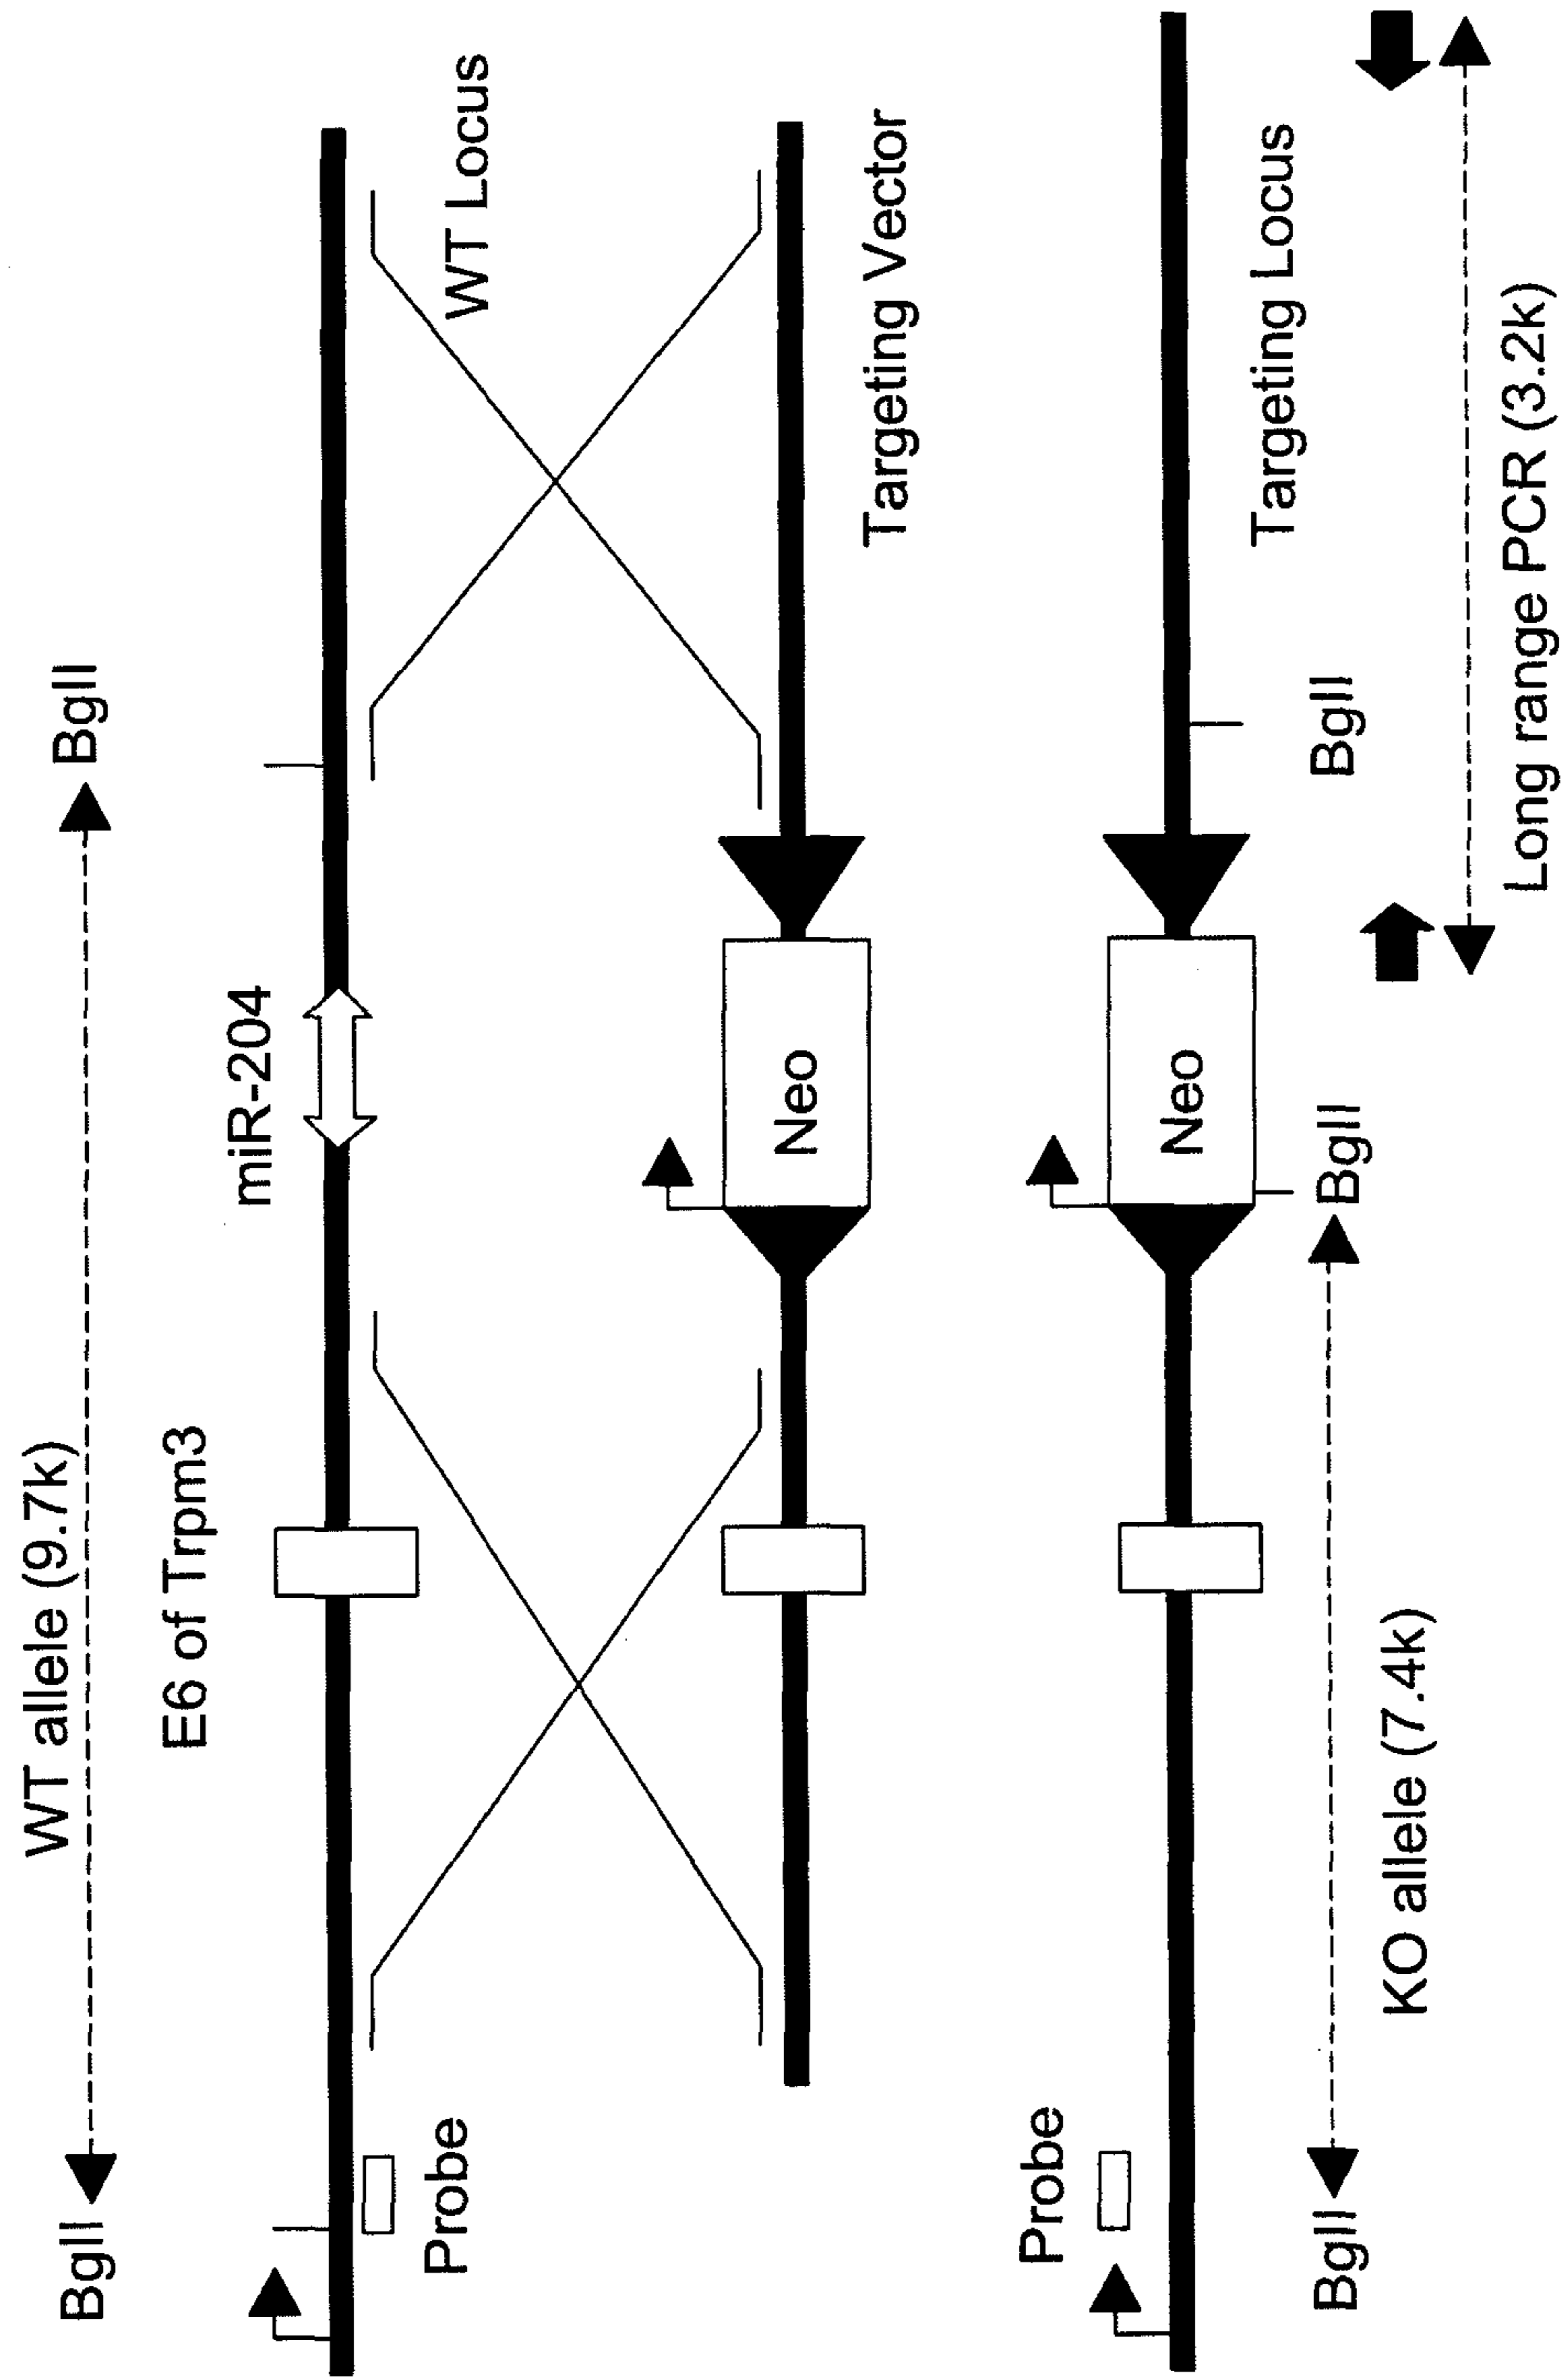 WT allele (9.7k)
BglI BglI
E6 of Trpm3
miR-204
Probe
WT Locus
Neo
Targeting Vector
Probe
Neo
Targeting Locus
BglI BglI BglI
KO allele (7.4k)
Long range PCR (3.2k)